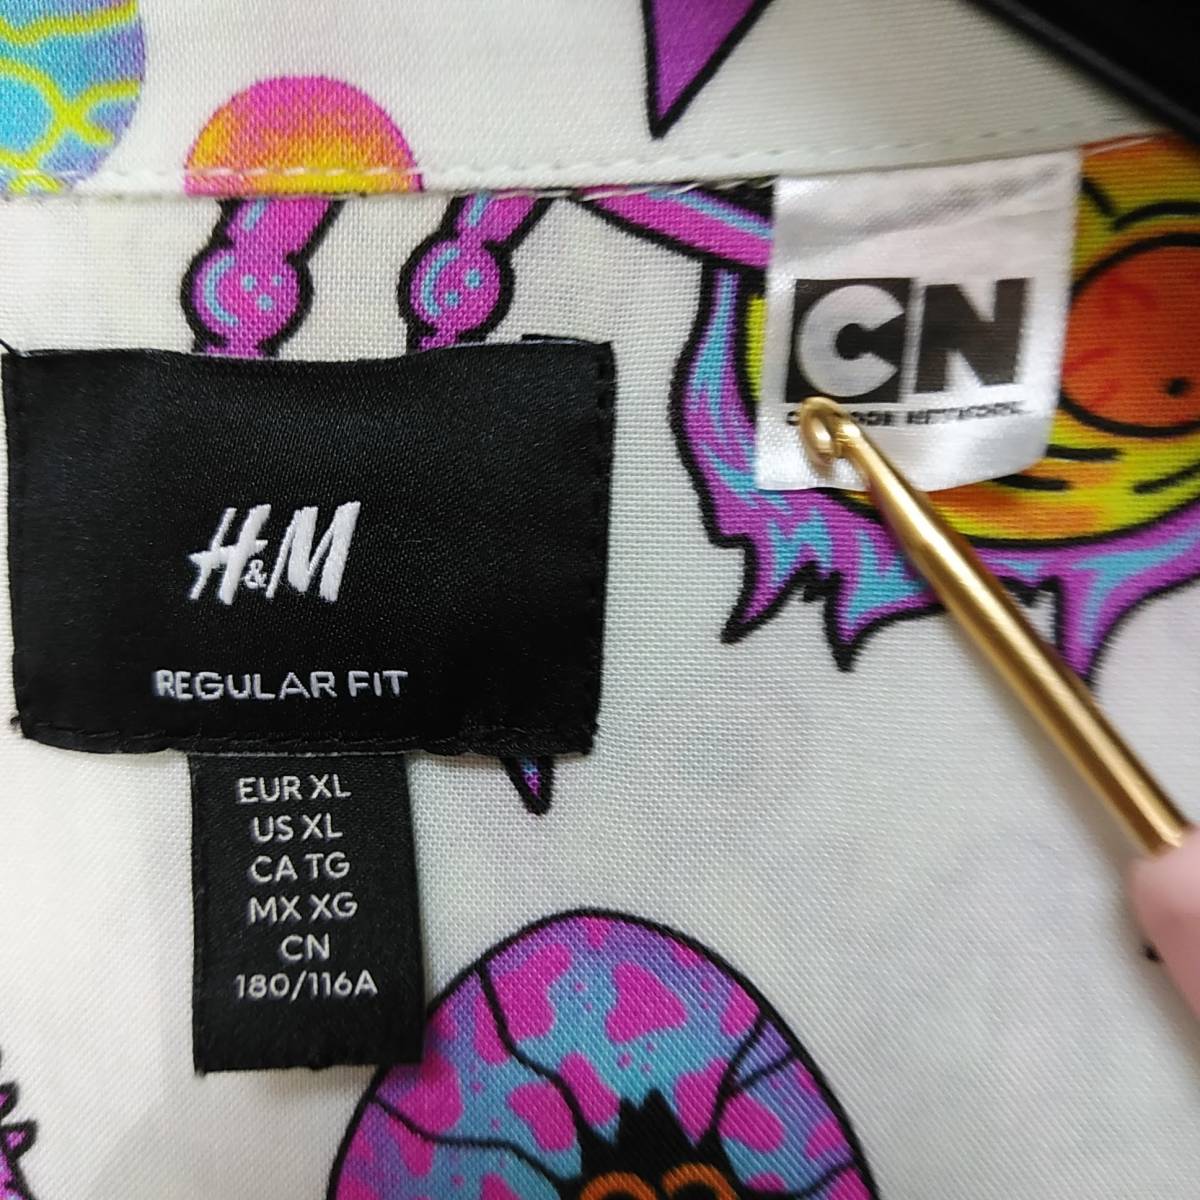 CN
H&M
REGULAR FIT
EUR XL
US XL
CA TG
MX XG
CN
180/116A